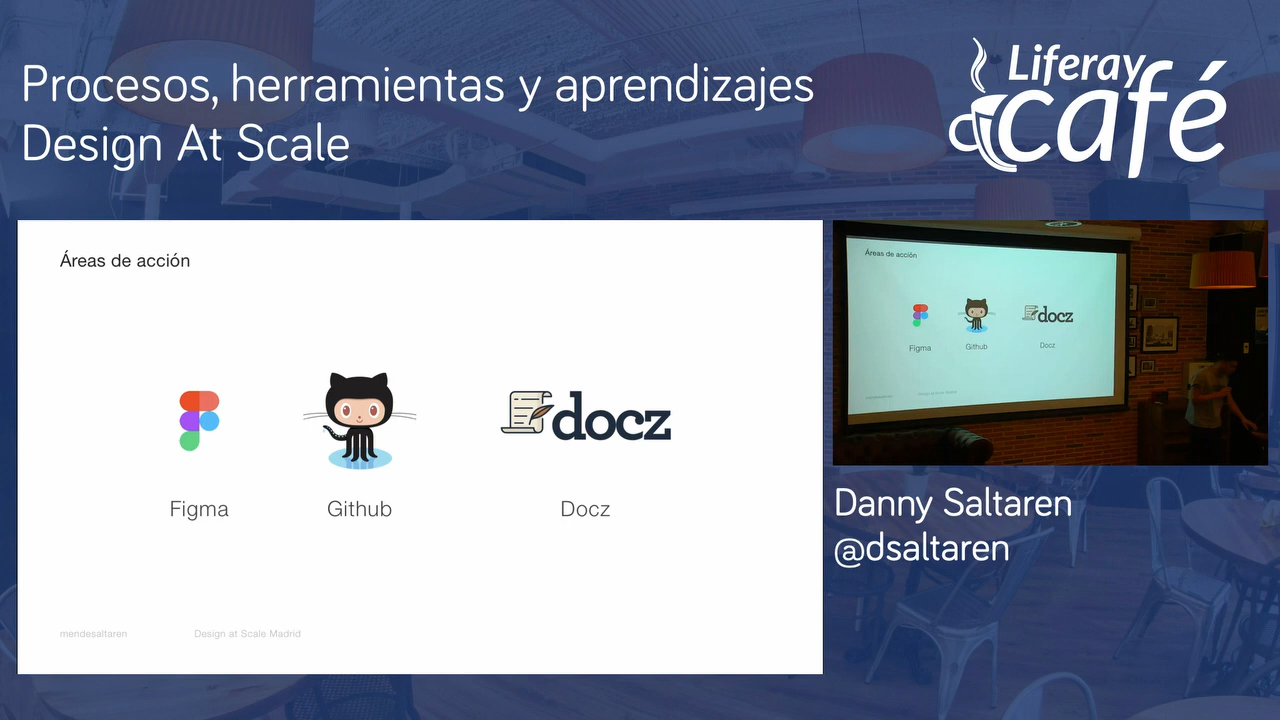 Procesos, herramientas y aprendizajes
Design At Scale
Liferay
café
Áreas de acción
docz
Figma
Github
Docz
mendesaltaren
Design at Scale Madrid
Áreas de acción
docz
Figma
Github
Docz
Danny Saltaren
@dsaltaren